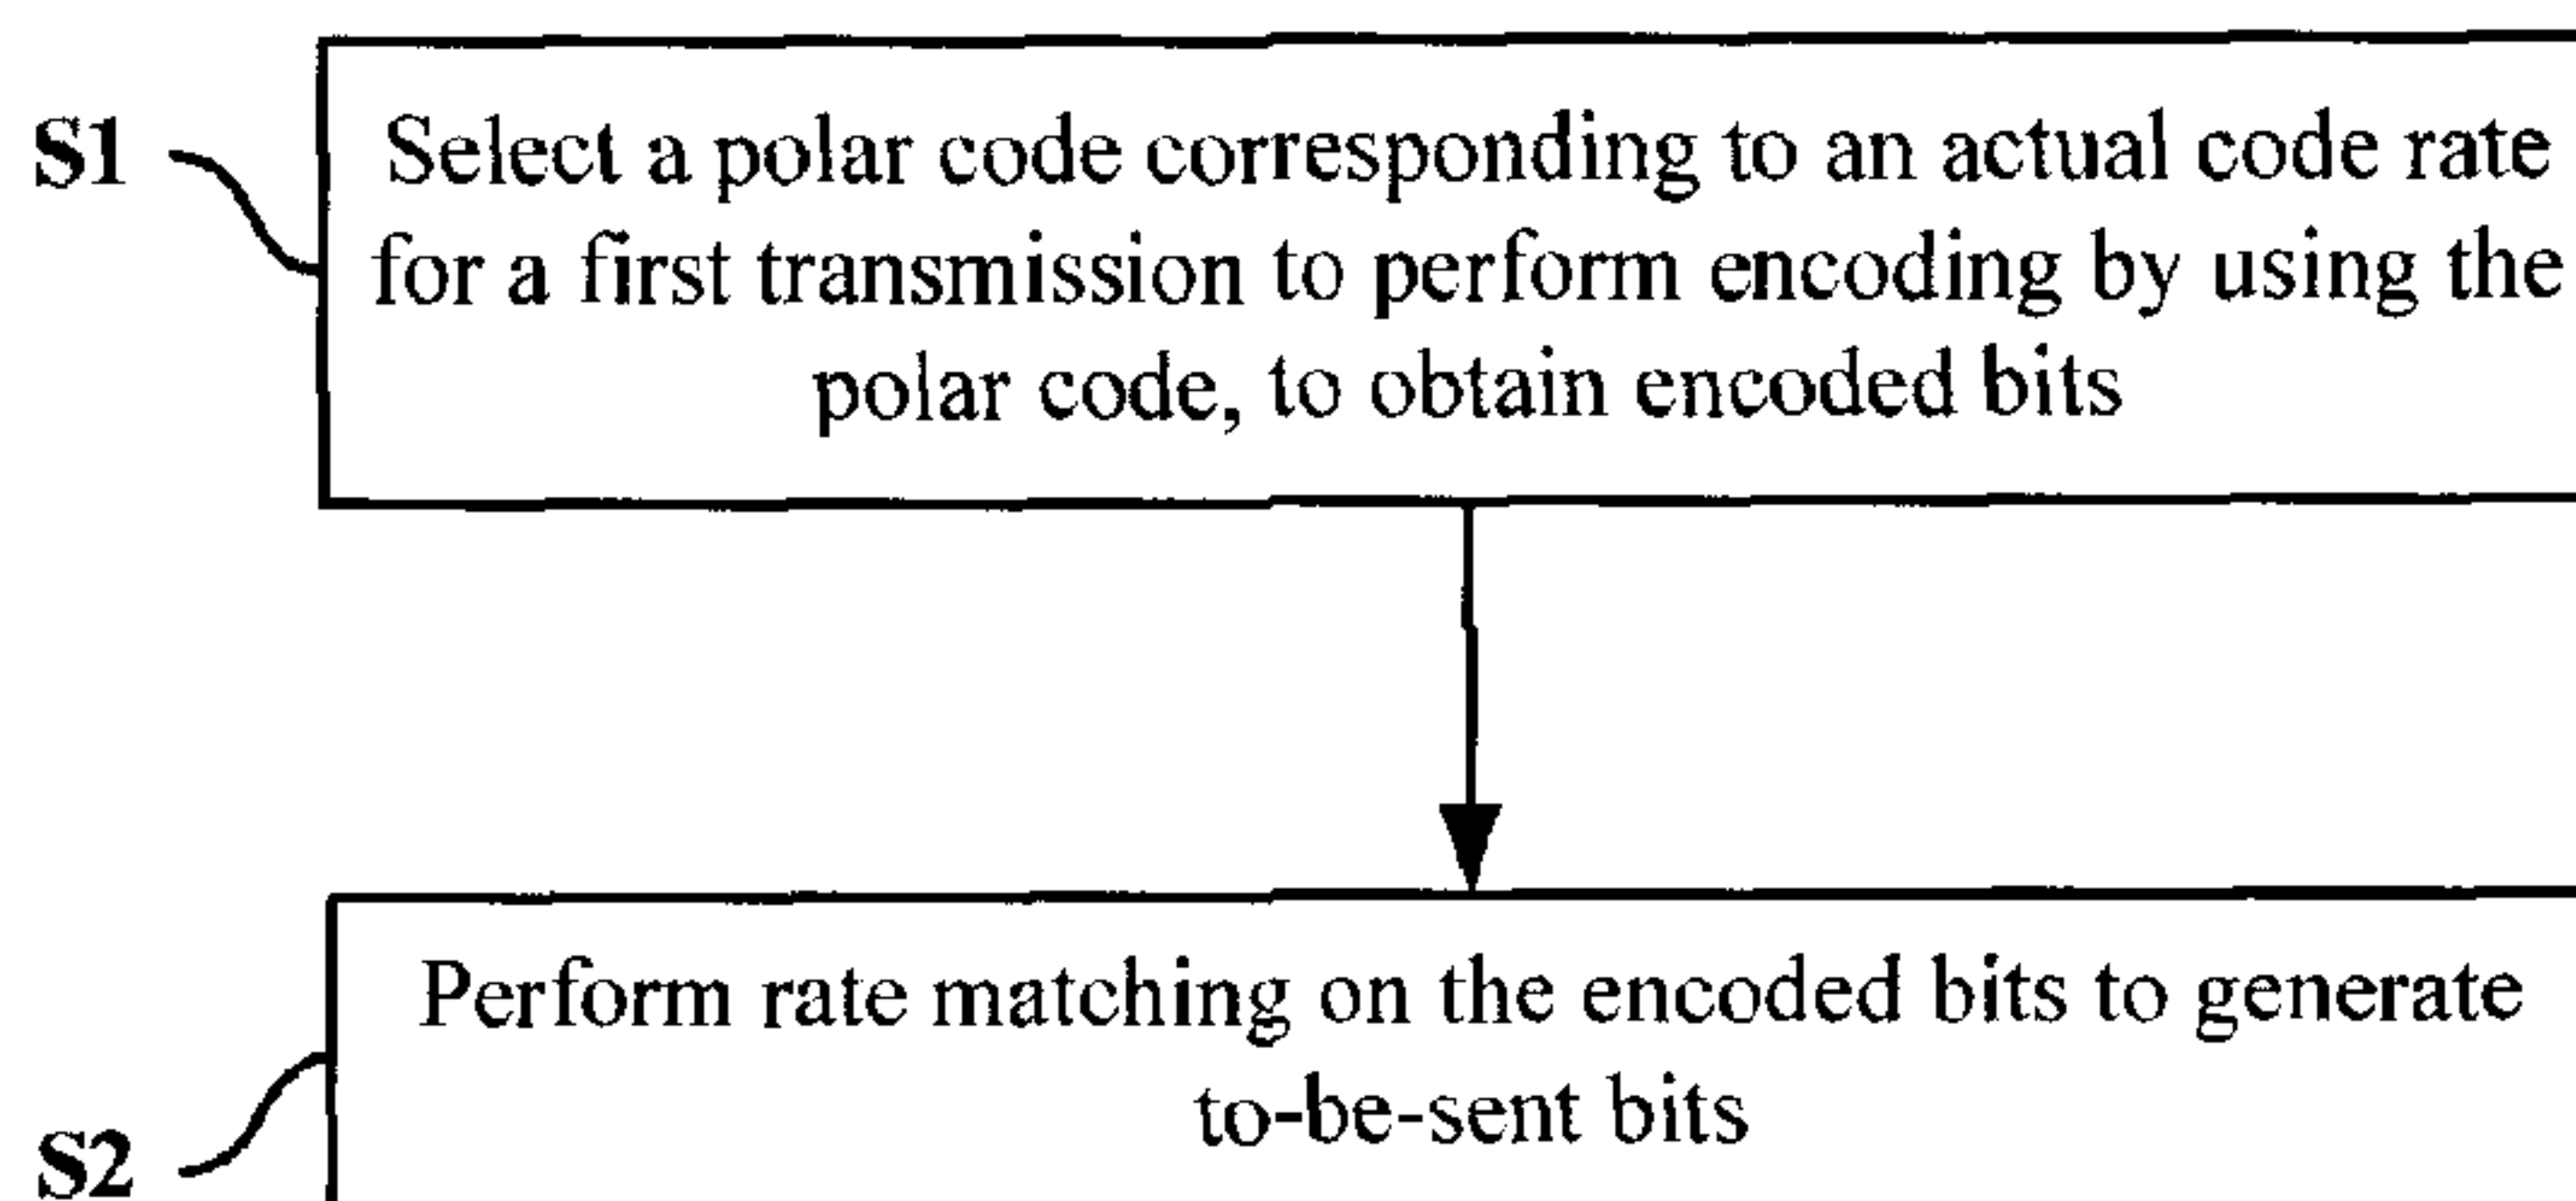 S1
Select a polar code corresponding to an actual code rate
for a first transmission to perform encoding by using the
polar code, to obtain encoded bits
Perform rate matching on the encoded bits to generate
to-be-sent bits
S2